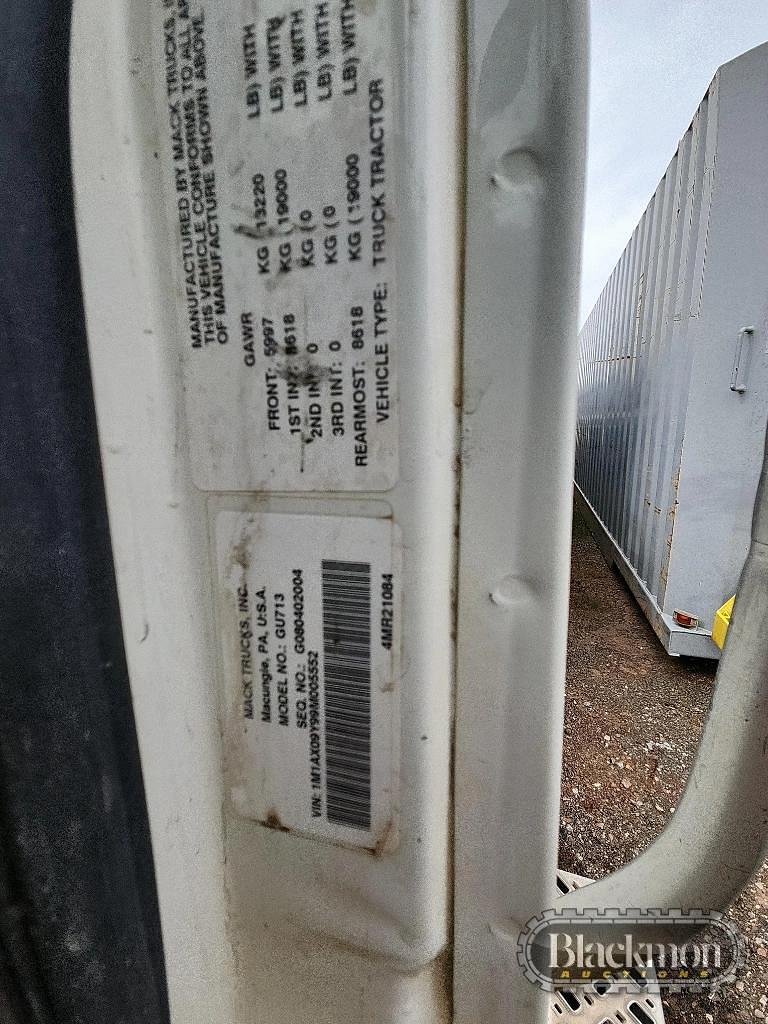 MANUFACTURED BY MACK TRUCKS,
THIS VEHICLE CONFORMS TO ALL
OF MANUFACTURE SHOWN ABOVE.
GAWR
FRONT: 5997 KG 13220 LB) WITH
1ST INT: 8618 KG ( 19000 LB) WITH
2ND INT: 0 KG ( 0 LB) WITH
3RD INT: 0 KG ( 0 LB) WITH
REARMOST: 8618 KG ( 19000 LB) WITH
VEHICLE TYPE: TRUCK TRACTOR
MACK TRUCKS, INC.
Macungie, PA, U.S.A.
MODEL NO.: GU713
SEQ. NO.: G080402004
VIN: 1M1AX09Y99M005552
4MR21084
Blackmon
AUCTIONS